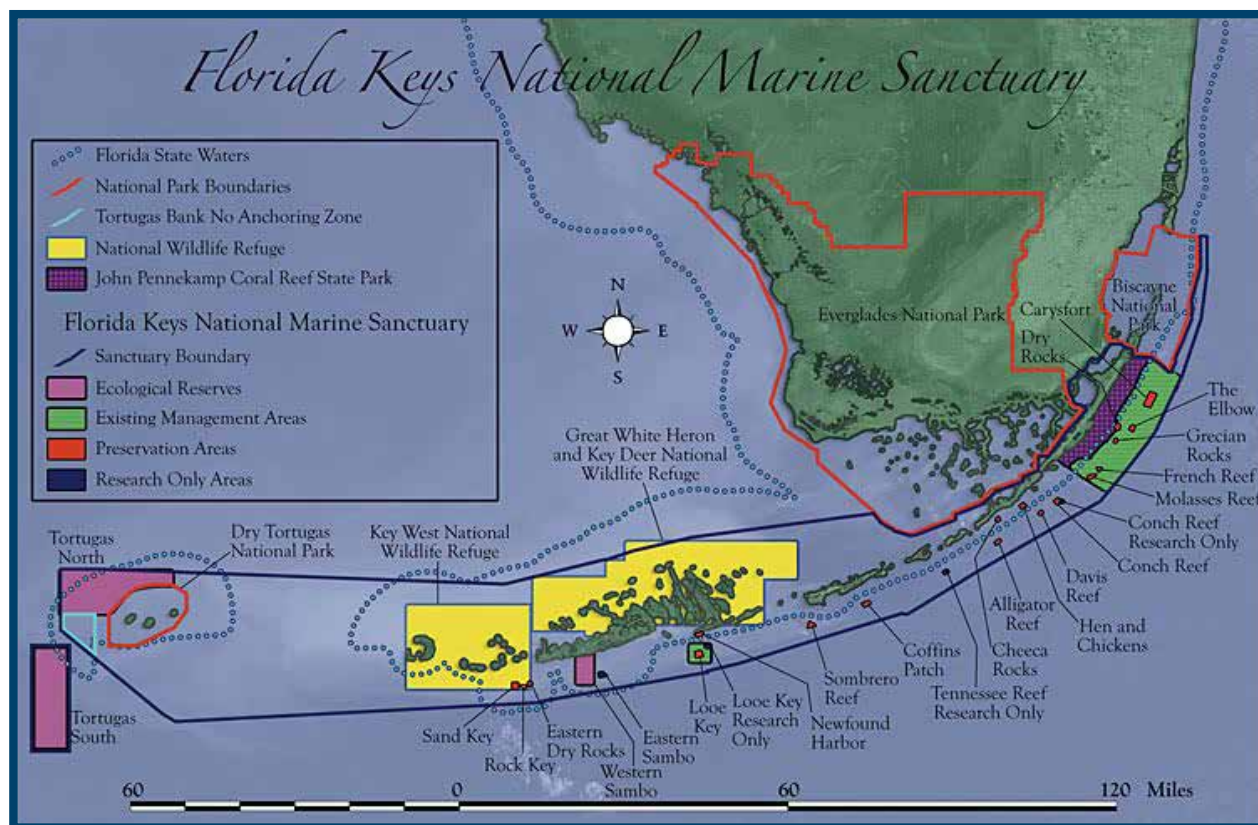 Florida Keys National Marine Sanctuary
Florida State Waters
National Park Boundaries
Tortugas Bank No Anchoring Zone
National Wildlife Refuge
John Pennekamp Coral Reef State Park
Florida Keys National Marine Sanctuary
Sanctuary Boundary
Ecological Reserves
Existing Management Areas
Preservation Areas
Research Only Areas
N
W
E
S
Everglades National Park
Biscayne
National
Park
Carysfort
Dry
Rocks
The
Elbow
Grecian
Rocks
French Reef
Molasses Reef
Conch Reef
Research Only
Conch Reef
Davis
Reef
Hen and
Chickens
Alligator
Reef
Cheeca
Rocks
Tennessee Reef
Research Only
Coffins
Patch
Sombrero
Reef
Newfound
Harbor
Looe Key
Research
Only
Looe
Key
Great White Heron
and Key Deer National
Wildlife Refuge
Key West National
Wildlife Refuge
Eastern
Sambo
Western
Sambo
Eastern
Dry Rocks
Rock Key
Sand Key
Dry Tortugas
National Park
Tortugas
North
Tortugas
South
60
0
60
120
Miles